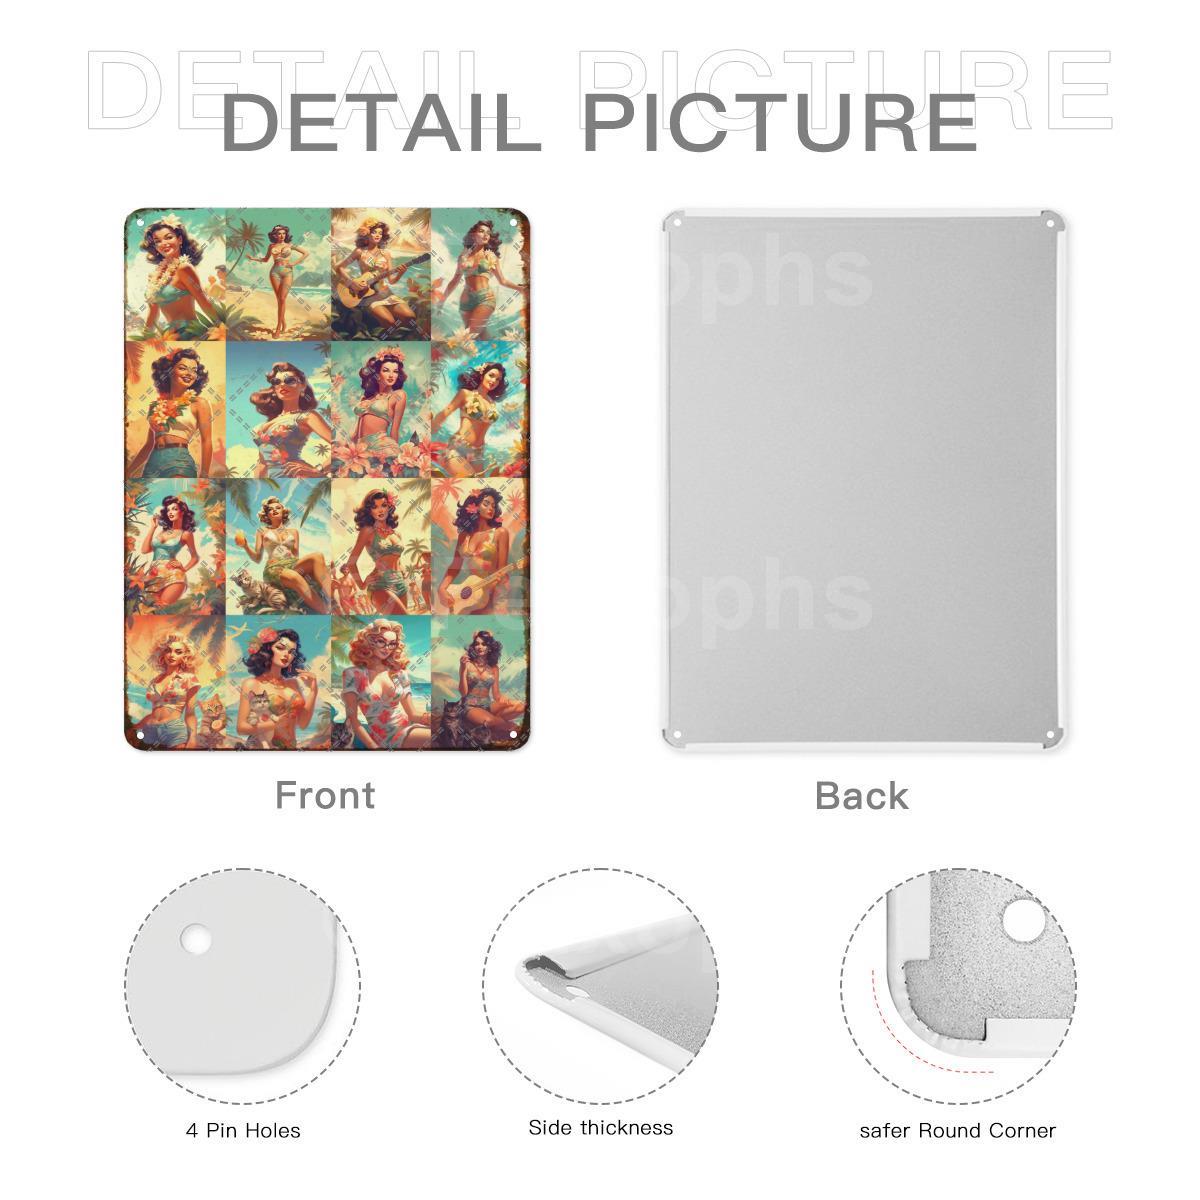 DETAIL PICTURE
DETAIL PICTURE
Front
Back
4 Pin Holes
Side thickness
safer Round Corner